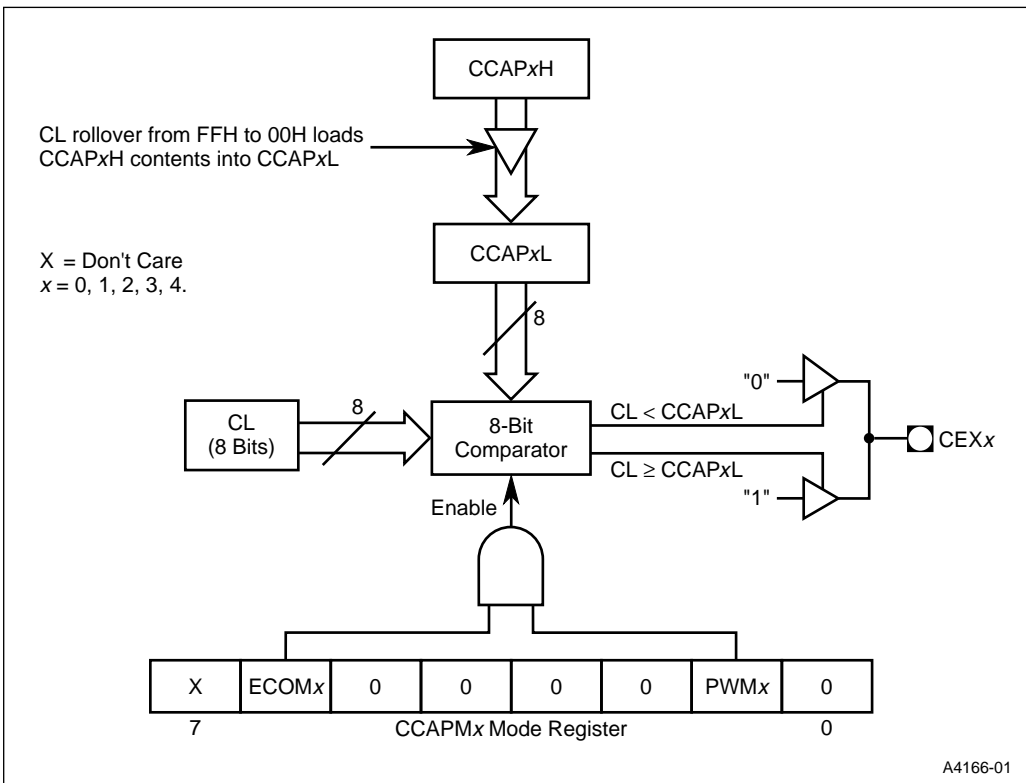 CCAPxH
CL rollover from FFH to 00H loads
CCAPxH contents into CCAPxL
CCAPxL
X = Don't Care
x = 0, 1, 2, 3, 4.
8
"0"
CL < CCAPxL
8
CL
(8 Bits)
8-Bit
Comparator
CEXx
CL ≥ CCAPxL
"1"
Enable
X ECOMx 0 0 0 0 PWMx 0
7 CCAPMx Mode Register 0
A4166-01